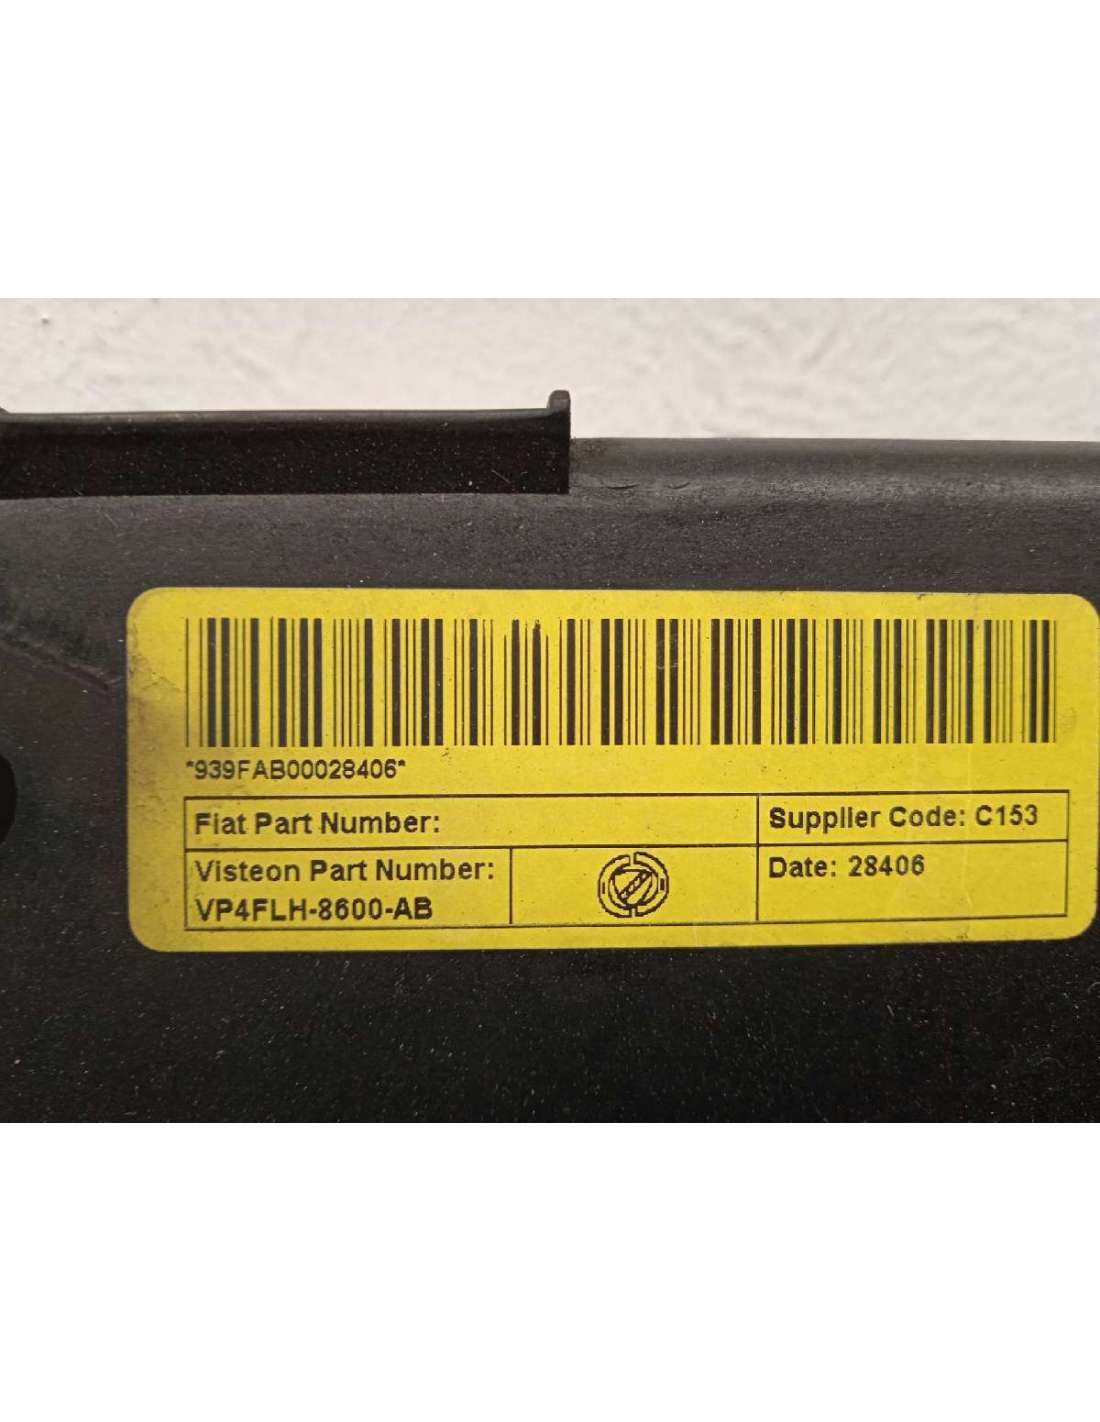 *939FAB00028406*
Fiat Part Number:
Supplier Code: C153
Visteon Part Number:
VP4FLH-8600-AB
Date: 28406